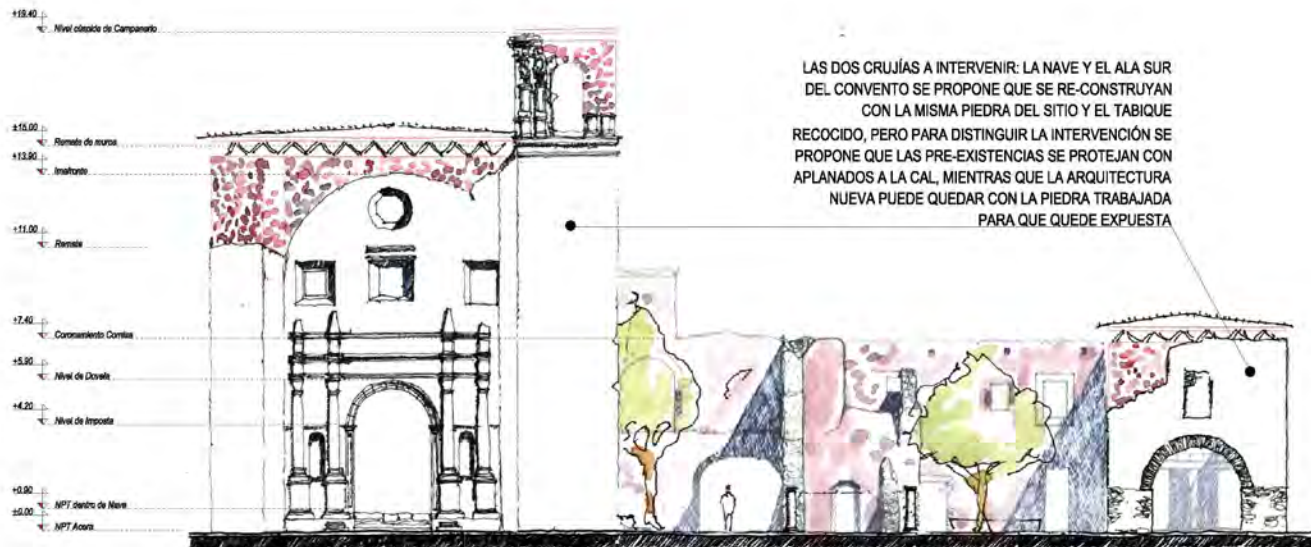 +19.40
Nivel cúspide de Campanario
LAS DOS CRUJÍAS A INTERVENIR: LA NAVE Y EL ALA SUR
DEL CONVENTO SE PROPONE QUE SE RE-CONSTRUYAN
CON LA MISMA PIEDRA DEL SITIO Y EL TABIQUE
RECOCIDO, PERO PARA DISTINGUIR LA INTERVENCIÓN SE
PROPONE QUE LAS PRE-EXISTENCIAS SE PROTEJAN CON
APLANADOS A LA CAL, MIENTRAS QUE LA ARQUITECTURA
NUEVA PUEDE QUEDAR CON LA PIEDRA TRABAJADA
PARA QUE QUEDE EXPUESTA
+15.00
Remate de muros
+13.90
Imafronte
+11.00
Remate
+7.40
Coronamiento Cornisa
+5.90
Nivel de Dovela
+4.20
Nivel de Imposta
+0.90
NPT dentro de Nave
±0.00
NPT Acera